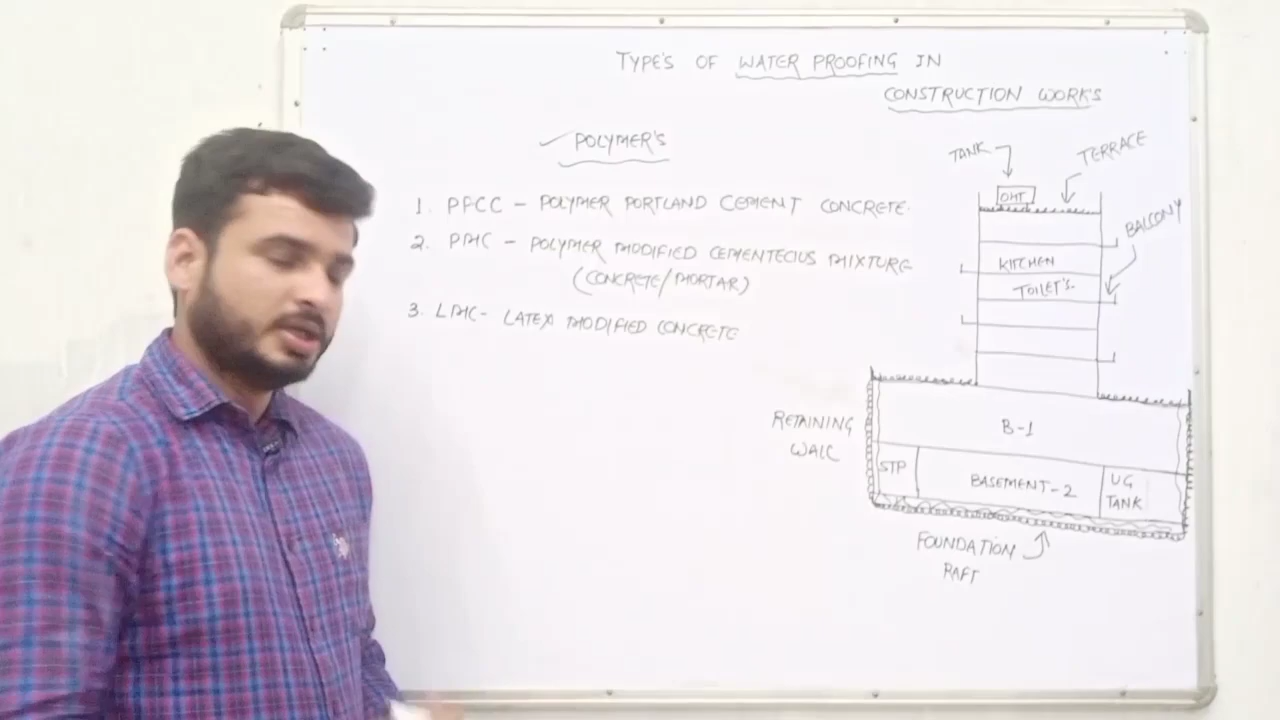 TYPE'S OF WATER PROOFING IN
CONSTRUCTION WORKS
✓ POLYMER'S
1. PPCC - POLYMER PORTLAND CEMENT CONCRETE.
2. PMC - POLYMER MODIFIED CEMENTECIUS MIXTURE
(CONCRETE/MORTAR)
3. LMC - LATEX MODIFIED CONCRETE
TANK
TERRACE
OHT
BALCONY
KITCHEN
TOILET'S
RETAINING
WALL
B-1
STP
BASEMENT-2
UG
TANK
FOUNDATION
RAFT